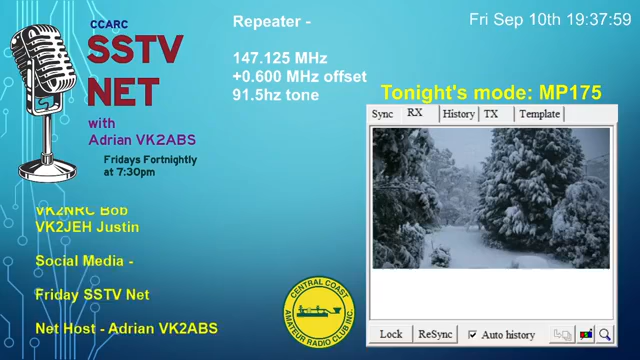 CCARC
SSTV
NET
with
Adrian VK2ABS
Fridays Fortnightly
at 7:30pm
Repeater -
147.125 MHz
+0.600 MHz offset
91.5hz tone
Fri Sep 10th 19:37:59
Tonight's mode: MP175
Sync RX History TX Template
VK2NRC Bob
VK2JEH Justin
Social Media -
Friday SSTV Net
Net Host - Adrian VK2ABS
CENTRAL COAST
AMATEUR RADIO CLUB INC.
Lock ReSync Auto history